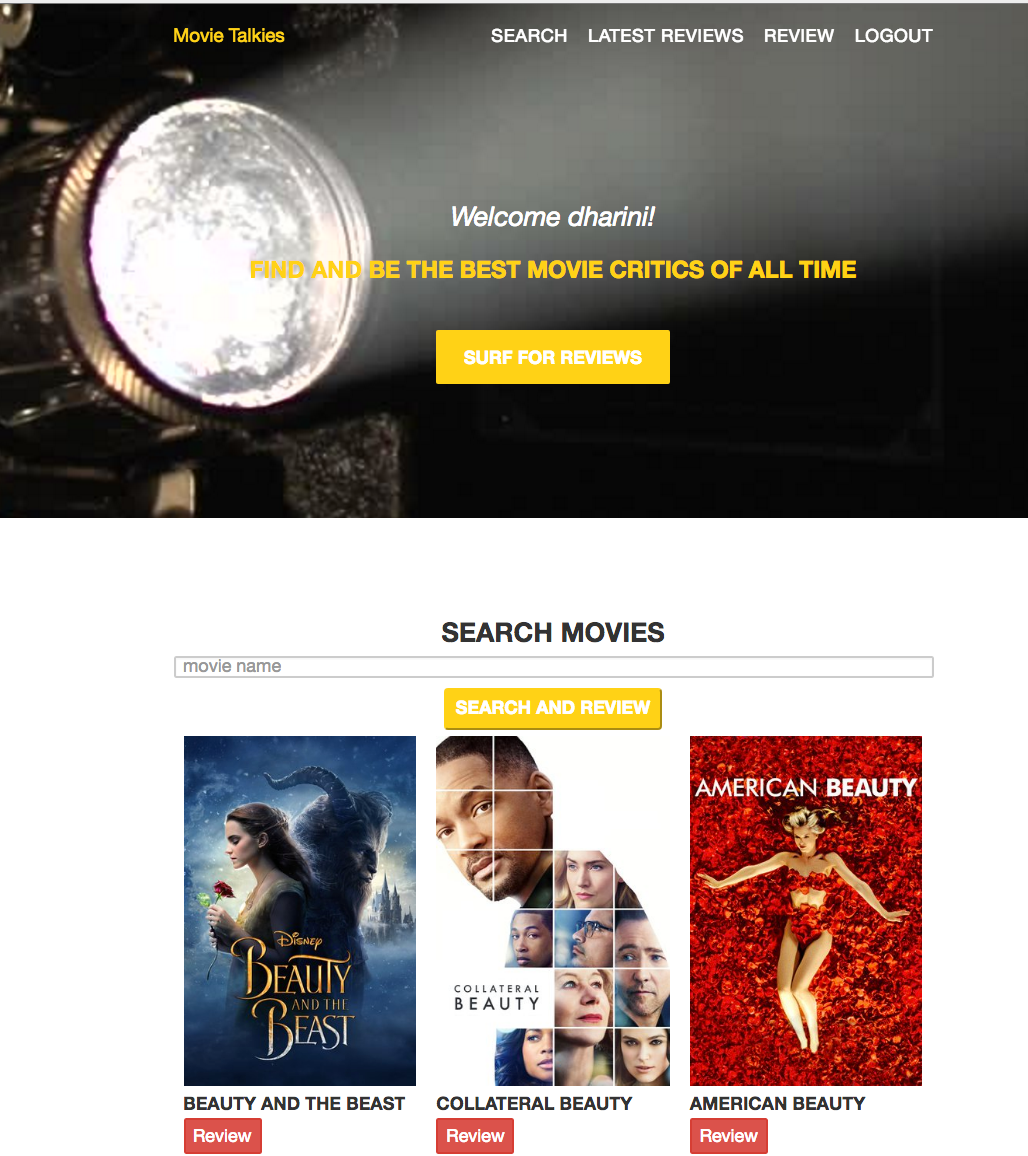 Movie Talkies
SEARCH LATEST REVIEWS REVIEW LOGOUT
Welcome dharini!
FIND AND BE THE BEST MOVIE CRITICS OF ALL TIME
SURF FOR REVIEWS
SEARCH MOVIES
movie name
SEARCH AND REVIEW
DISNEY
BEAUTY
AND THE
BEAST
COLLATERAL
BEAUTY
AMERICAN BEAUTY
BEAUTY AND THE BEAST
Review
COLLATERAL BEAUTY
Review
AMERICAN BEAUTY
Review